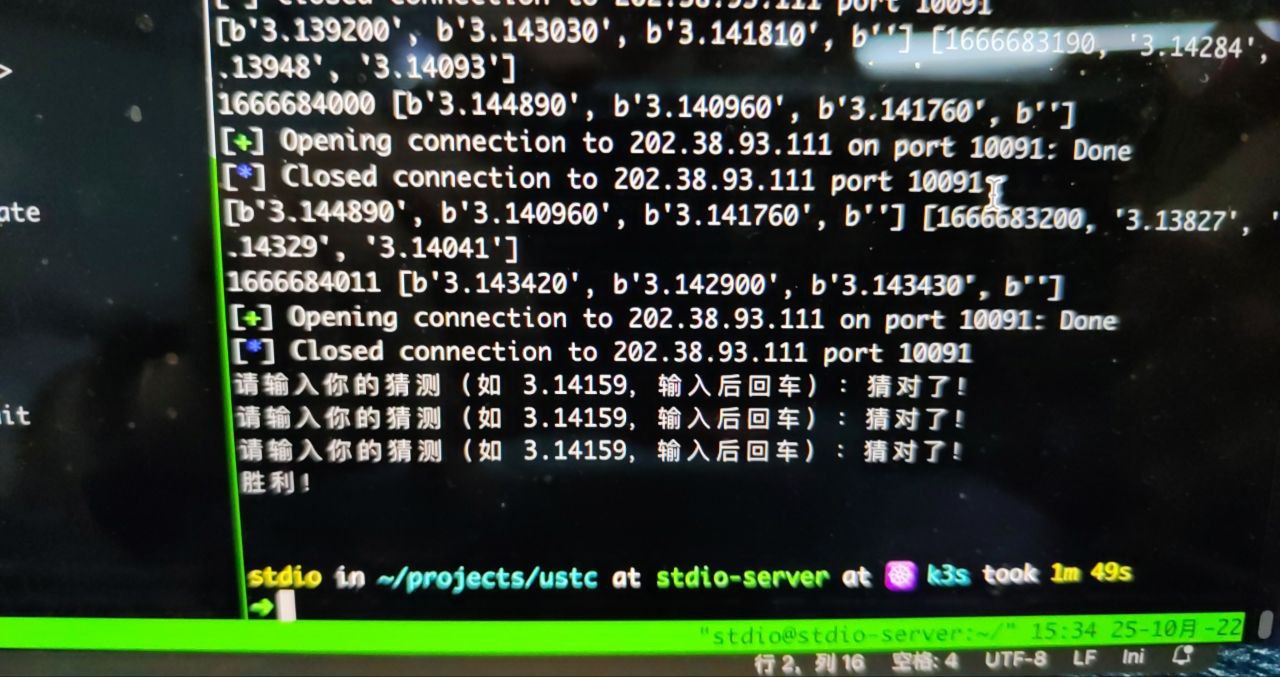 [*] Closed connection to 202.38.93.111 port 10091
[b'3.139200', b'3.143030', b'3.141810', b''] [1666683190, '3.14284',
>
.13948', '3.14093']
1666684000 [b'3.144890', b'3.140960', b'3.141760', b'']
[+] Opening connection to 202.38.93.111 on port 10091: Done
[*] Closed connection to 202.38.93.111 port 10091
ate
[b'3.144890', b'3.140960', b'3.141760', b''] [1666683200, '3.13827', '
.14329', '3.14041']
1666684011 [b'3.143420', b'3.142900', b'3.143430', b'']
[+] Opening connection to 202.38.93.111 on port 10091: Done
[*] Closed connection to 202.38.93.111 port 10091
请输入你的猜测（如 3.14159，输入后回车）：猜对了！
it
请输入你的猜测（如 3.14159，输入后回车）：猜对了！
请输入你的猜测（如 3.14159，输入后回车）：猜对了！
胜利！
stdio in ~/projects/ustc at stdio-server at k3s took 1m 49s
➜
"stdio@stdio-server:~/" 15:34 25-10月-22
行 2，列 16 空格: 4 UTF-8 LF Ini